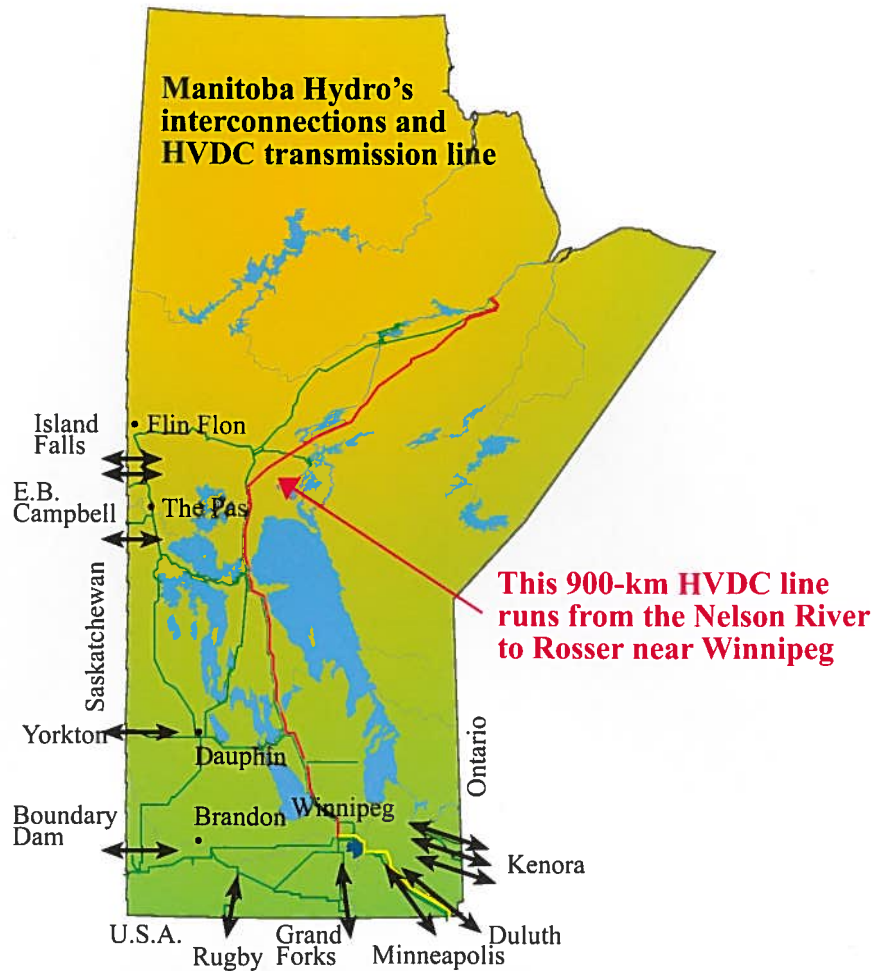 Manitoba Hydro's
interconnections and
HVDC transmission line
Island
Falls
Flin Flon
E.B.
Campbell
The Pas
Saskatchewan
This 900-km HVDC line
runs from the Nelson River
to Rosser near Winnipeg
Yorkton
Dauphin
Ontario
Boundary
Dam
Brandon
Winnipeg
Kenora
U.S.A.
Rugby
Grand
Forks
Minneapolis
Duluth